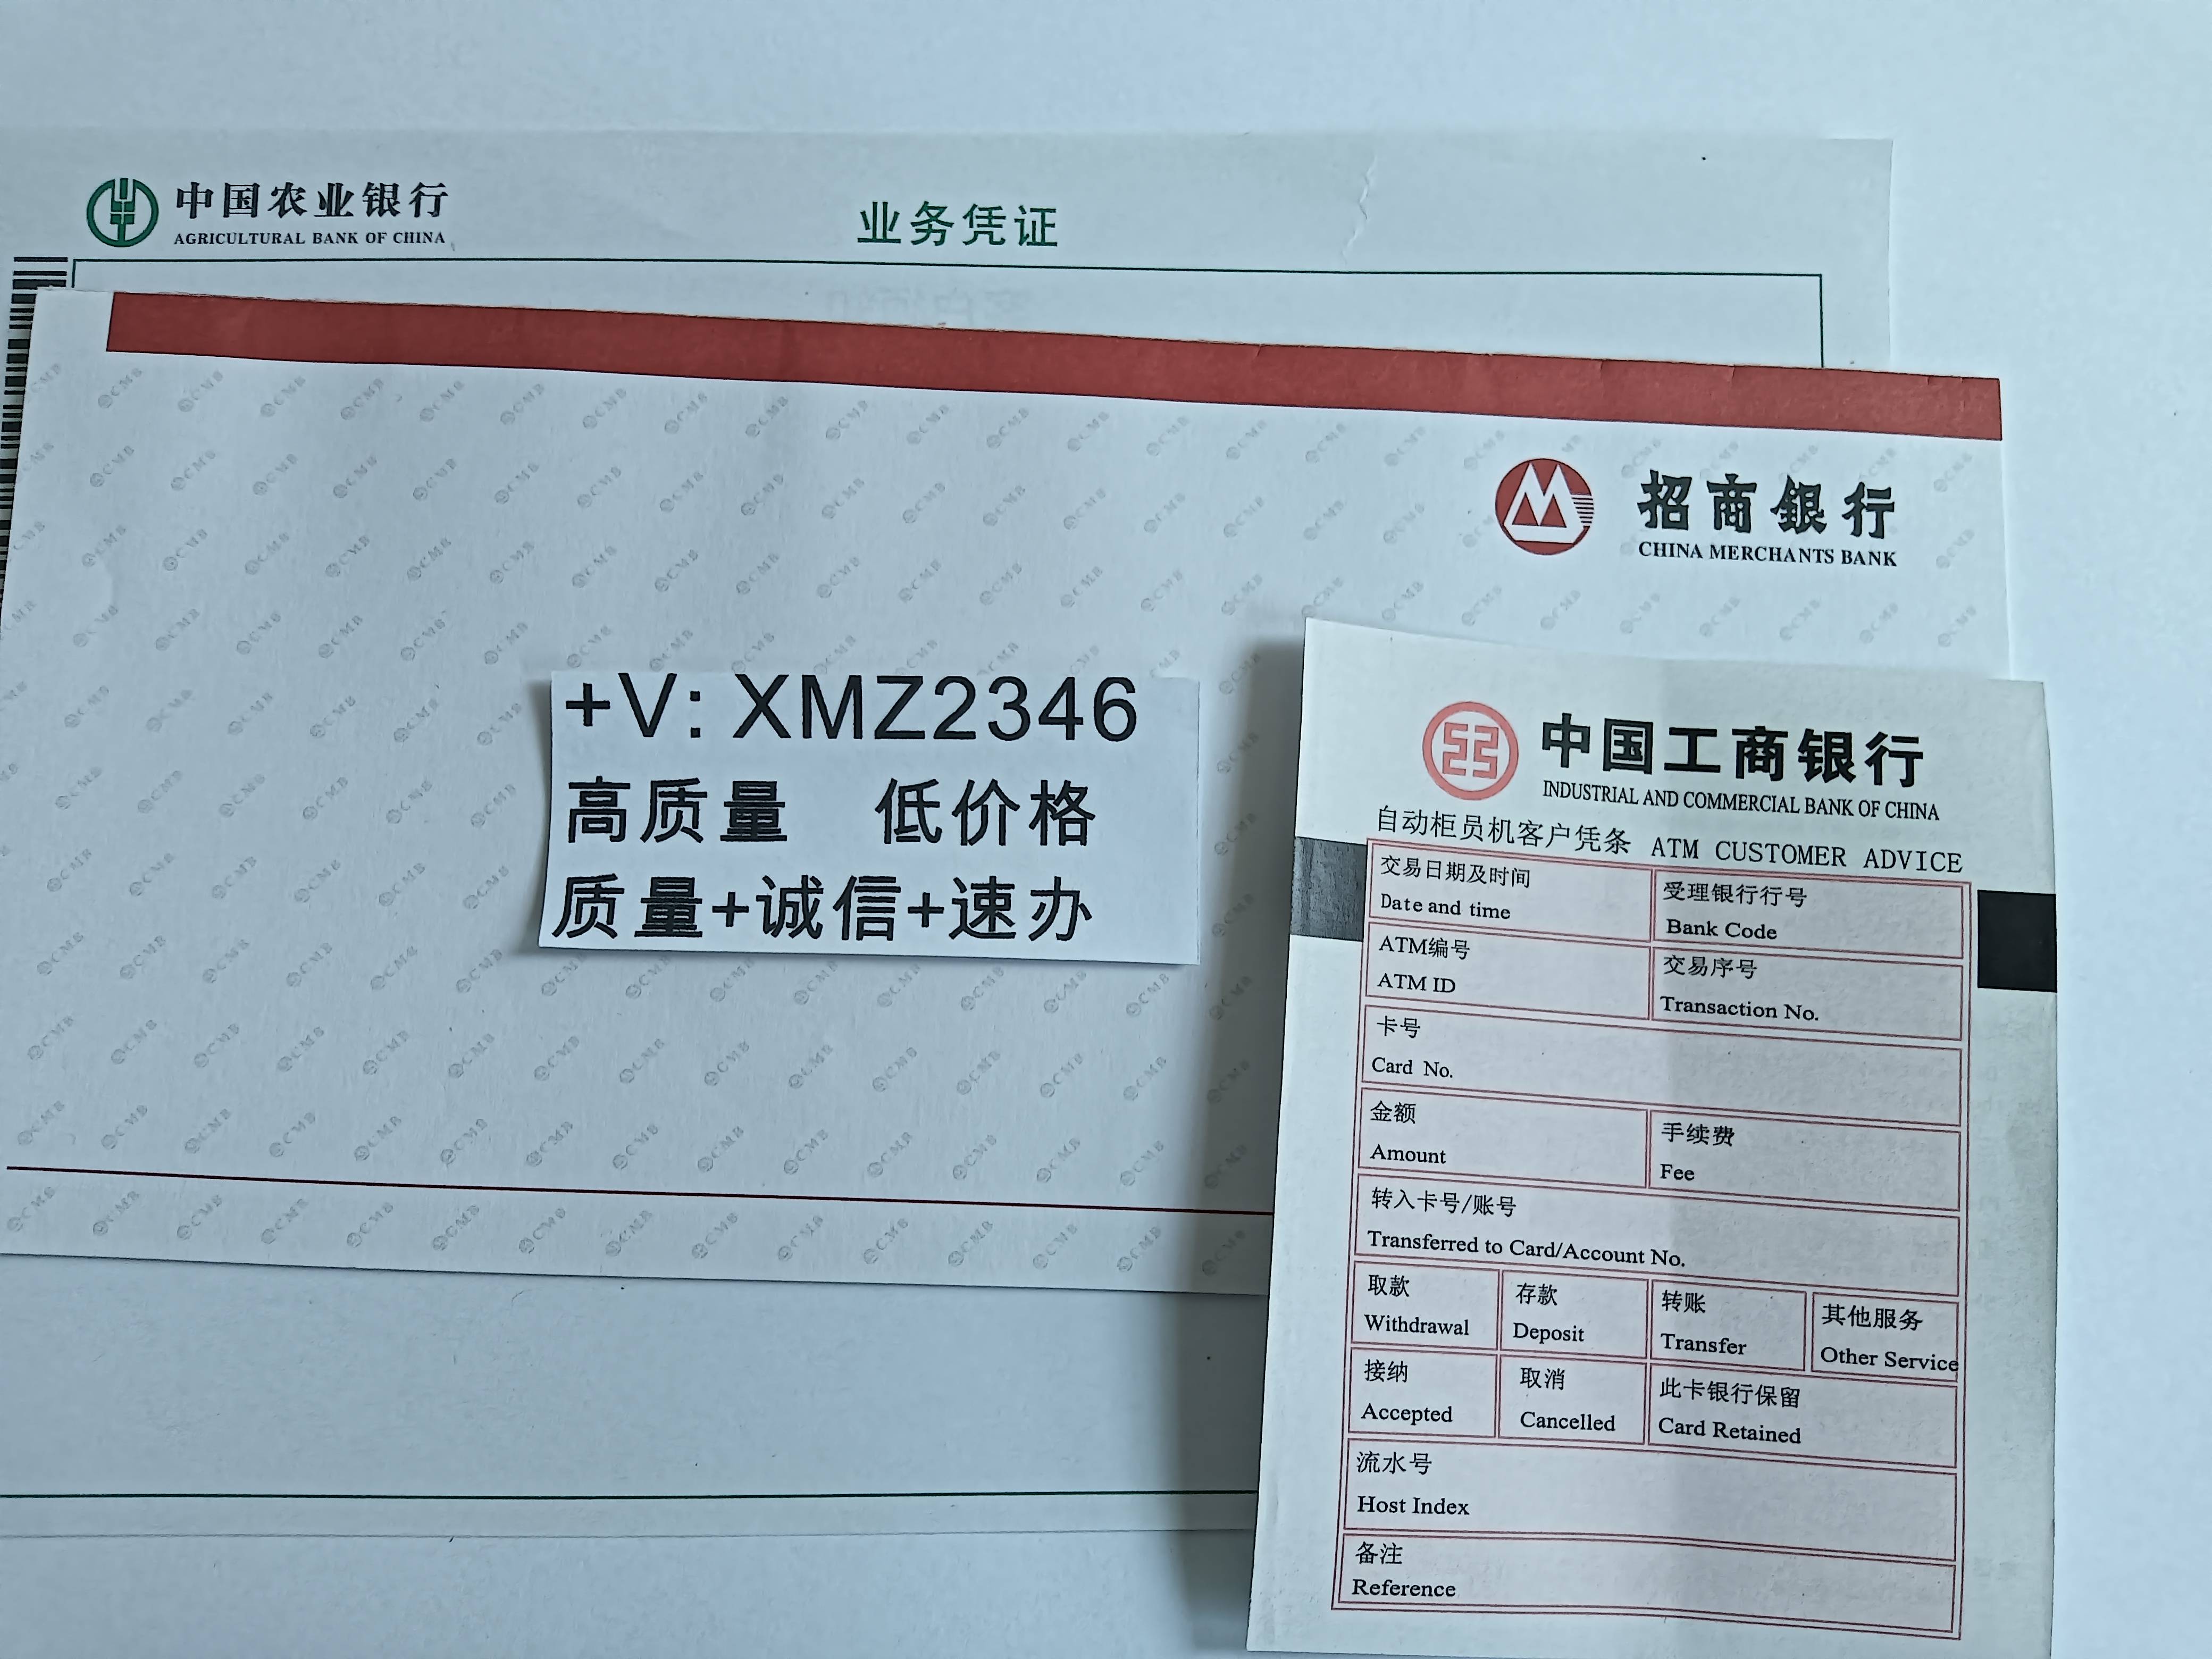 中国农业银行
AGRICULTURAL BANK OF CHINA
业务凭证
招商銀行
CHINA MERCHANTS BANK
+V: XMZ2346
高质量 低价格
质量+诚信+速办
中国工商银行
INDUSTRIAL AND COMMERCIAL BANK OF CHINA
自动柜员机客户凭条 ATM CUSTOMER ADVICE
交易日期及时间 受理银行行号
Date and time Bank Code
ATM编号 交易序号
ATM ID Transaction No.
卡号
Card No.
金额 手续费
Amount Fee
转入卡号/账号
Transferred to Card/Account No.
取款 存款 转账 其他服务
Withdrawal Deposit Transfer Other Service
接纳 取消 此卡银行保留
Accepted Cancelled Card Retained
流水号
Host Index
备注
Reference